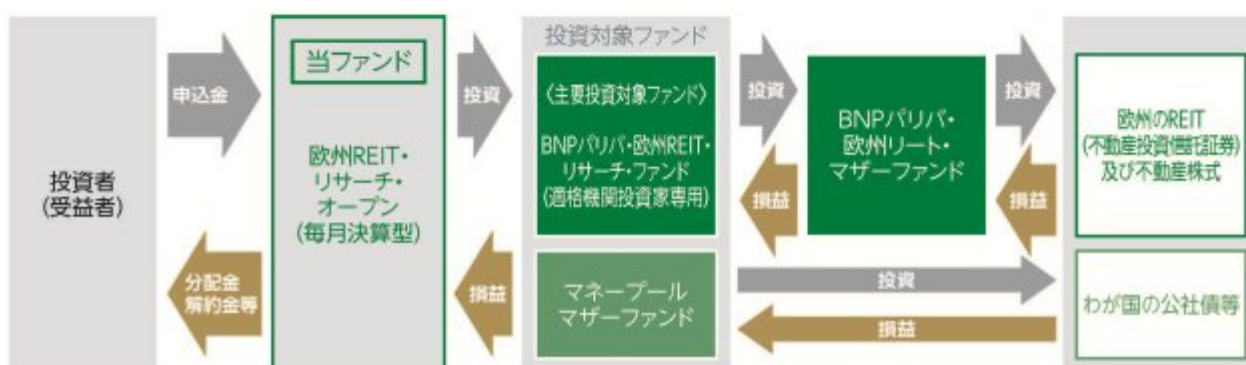 投資者
(受益者)
申込金
分配金
解約金等
当ファンド
欧州REIT・
リサーチ・
オープン
(毎月決算型)
投資
損益
投資対象ファンド
〈主要投資対象ファンド〉
BNPパリバ・欧州REIT・
リサーチ・ファンド
(適格機関投資家専用)
マネープール
マザーファンド
投資
損益
BNPパリバ・
欧州リート・
マザーファンド
投資
損益
投資
損益
欧州のREIT
(不動産投資信託証券)
及び不動産株式
わが国の公社債等